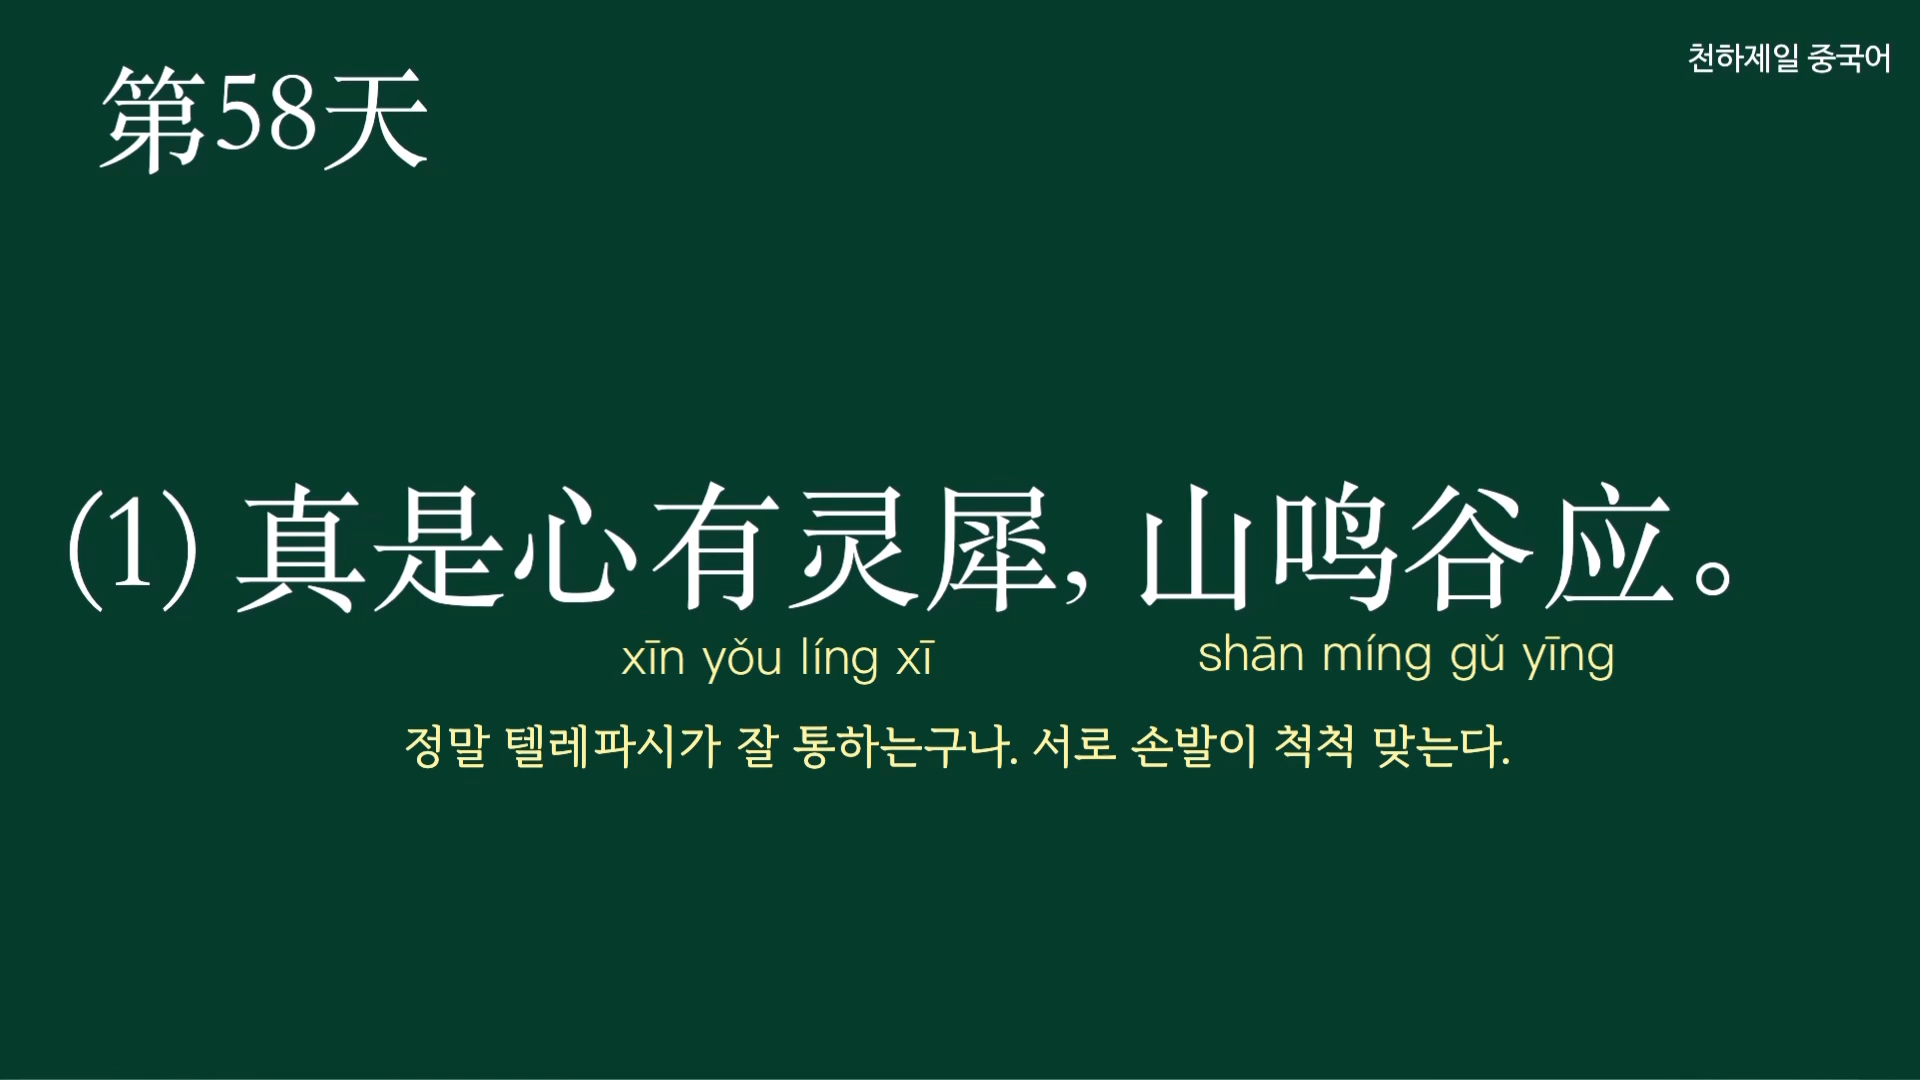 第58天
천하제일 중국어
(1) 真是心有灵犀, 山鸣谷应。
xīn yǒu líng xī shān míng gǔ yīng
정말 텔레파시가 잘 통하는구나. 서로 손발이 척척 맞는다.